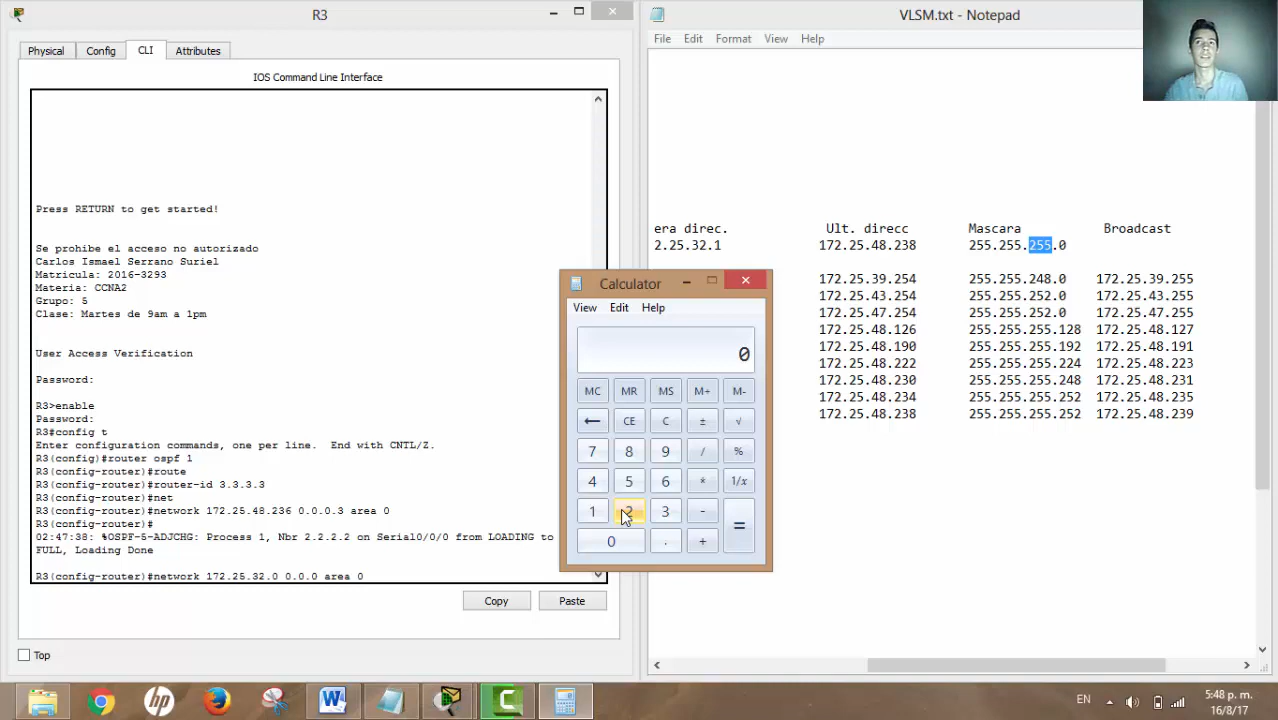 R3
Physical Config CLI Attributes
IOS Command Line Interface
Press RETURN to get started!
Se prohibe el acceso no autorizado
Carlos Ismael Serrano Suriel
Matricula: 2016-3293
Materia: CCNA2
Grupo: 5
Clase: Martes de 9am a 1pm
User Access Verification
Password:
R3>enable
Password:
R3#config t
Enter configuration commands, one per line.  End with CNTL/Z.
R3(config)#router ospf 1
R3(config-router)#route
R3(config-router)#router-id 3.3.3.3
R3(config-router)#net
R3(config-router)#network 172.25.48.236 0.0.0.3 area 0
R3(config-router)#
02:47:38: %OSPF-5-ADJCHG: Process 1, Nbr 2.2.2.2 on Serial0/0/0 from LOADING to
FULL, Loading Done
R3(config-router)#network 172.25.32.0 0.0.0 area 0
Copy Paste
Top
VLSM.txt - Notepad
File Edit Format View Help
era direc. Ult. direcc Mascara Broadcast
2.25.32.1 172.25.48.238 255.255.255.0
172.25.39.254 255.255.248.0 172.25.39.255
172.25.43.254 255.255.252.0 172.25.43.255
172.25.47.254 255.255.252.0 172.25.47.255
172.25.48.126 255.255.255.128 172.25.48.127
172.25.48.190 255.255.255.192 172.25.48.191
172.25.48.222 255.255.255.224 172.25.48.223
172.25.48.230 255.255.255.248 172.25.48.231
172.25.48.234 255.255.255.252 172.25.48.235
172.25.48.238 255.255.255.252 172.25.48.239
Calculator
View Edit Help
0
MC MR MS M+ M-
← CE C ± √
7 8 9 / %
4 5 6 * 1/x
1 2 3 - =
0 . +
hp W C
EN 5:48 p. m.
16/8/17